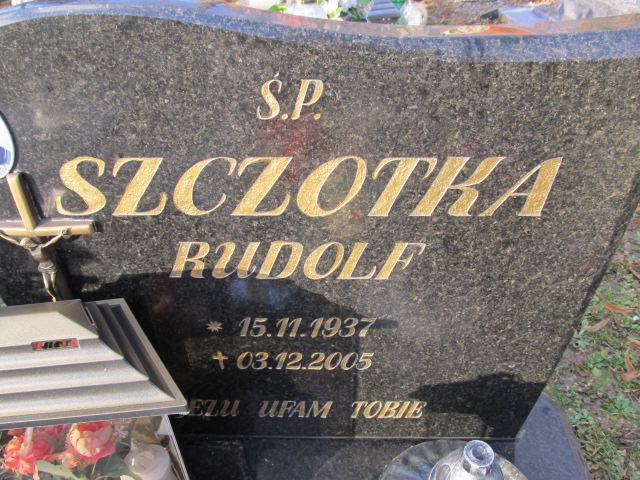 Ś.P.
SZCZOTKA
RUDOLF
* 15.11.1937
✝ 03.12.2005
UFAM TOBIE